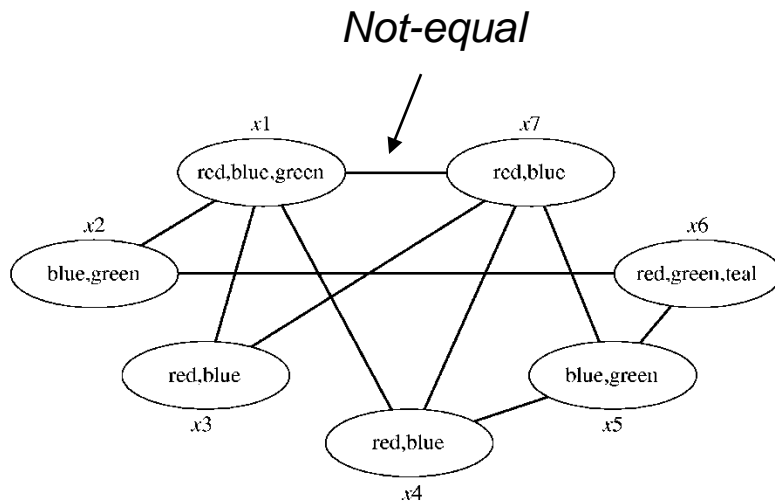 Not-equal
x1
x7
red,blue,green
red,blue
x2
x6
blue,green
red,green,teal
red,blue
blue,green
x3
x5
red,blue
x4